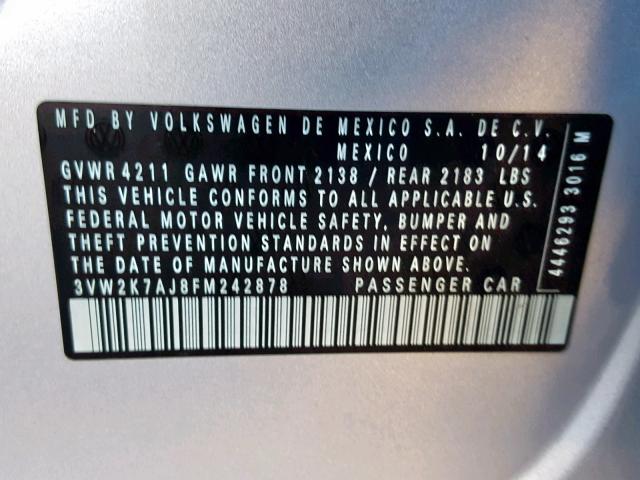 MFD BY VOLKSWAGEN DE MEXICO S.A. DE C.V.
MEXICO 10/14
GVWR 4211 GAWR FRONT 2138 / REAR 2183 LBS
THIS VEHICLE CONFORMS TO ALL APPLICABLE U.S.
FEDERAL MOTOR VEHICLE SAFETY, BUMPER AND
THEFT PREVENTION STANDARDS IN EFFECT ON
THE DATE OF MANUFACTURE SHOWN ABOVE.
3VW2K7AJ8FM242878 PASSENGER CAR
4446293 3016 M